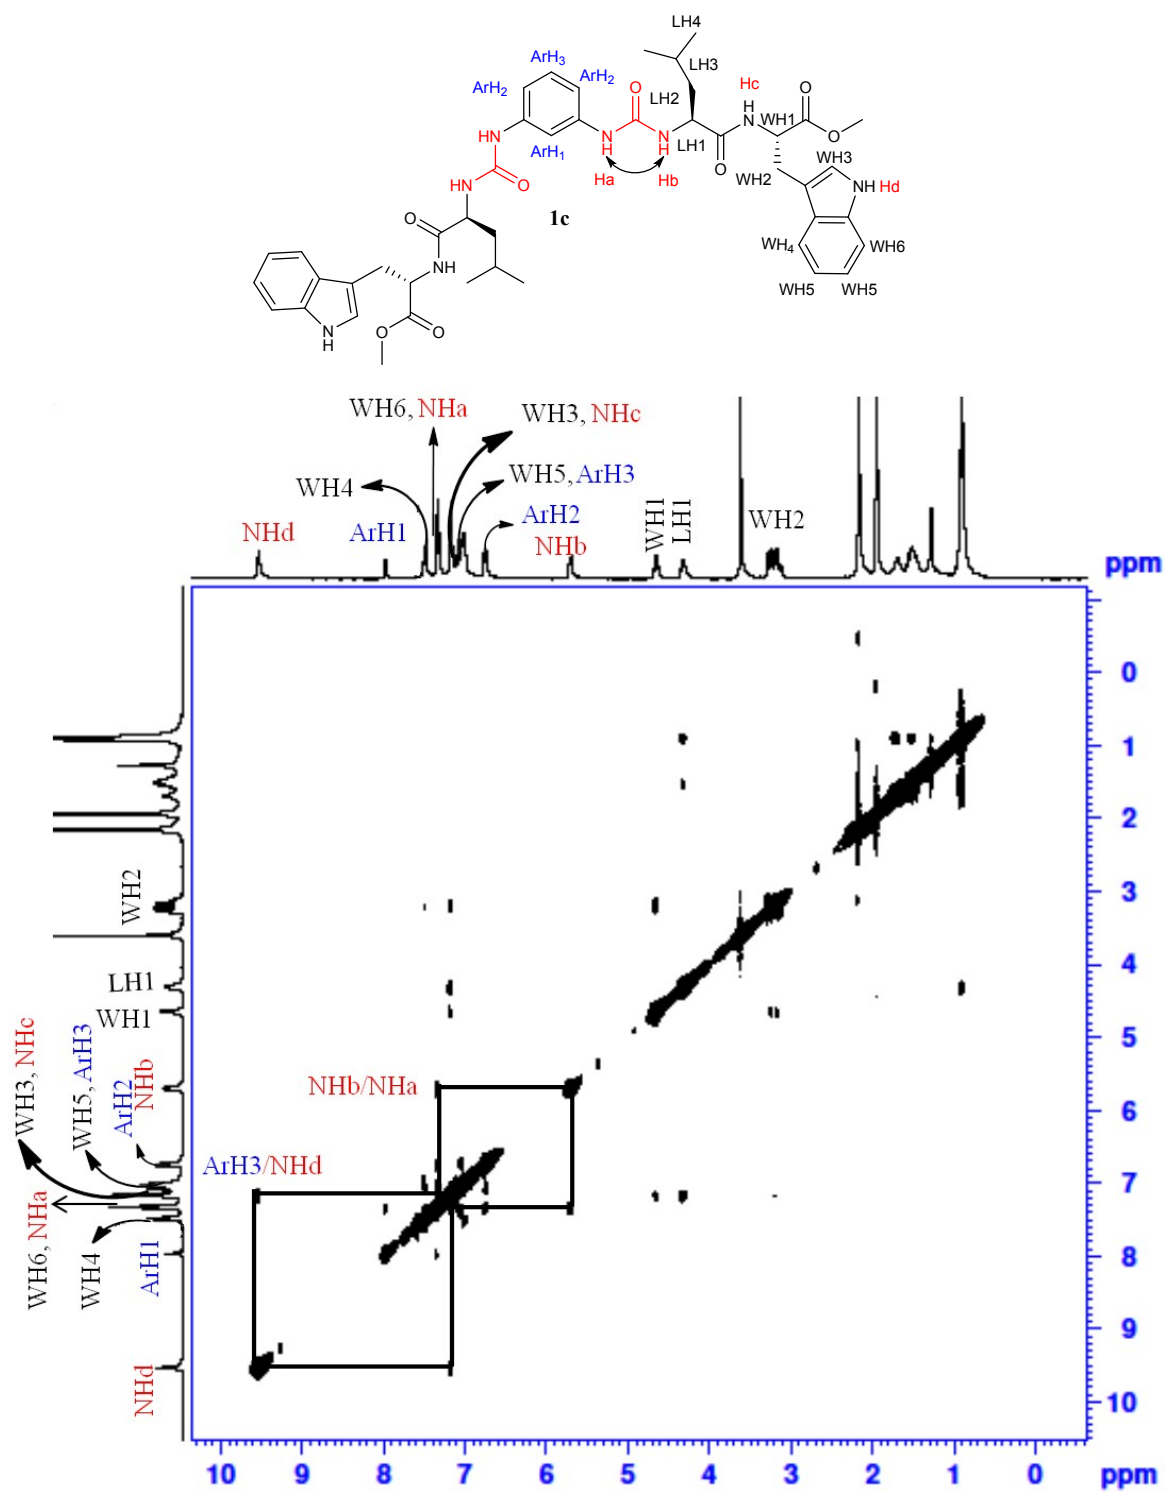 LH4
ArH3
LH3
ArH2
ArH2
O
Hc
O
LH2
H
N
WH1
HN
N
H
N
H
LH1
O
ArH1
O
WH3
HN
O
Ha
Hb
WH2
NH Hd
1c
O
NH
WH4
WH6
WH5
WH5
N
H
O
O
WH6, NHa
WH3, NHc
WH4
WH5, ArH3
NHd
ArH1
ArH2
NHb
WH1
LH1
WH2
ppm
0
1
2
3
4
5
6
7
8
9
10
WH2
LH1
WH1
WH3, NHc
WH5, ArH3
ArH2
NHb
WH6, NHa
WH4
ArH1
NHd
NHb/NHa
ArH3/NHd
10 9 8 7 6 5 4 3 2 1 0 ppm